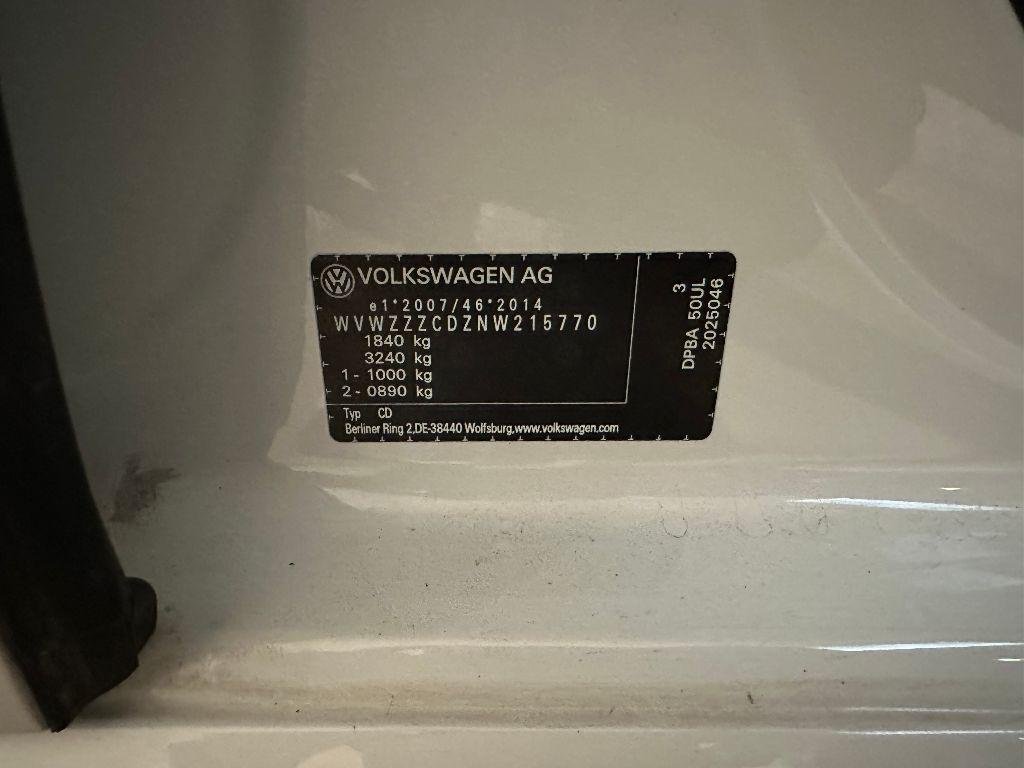 VOLKSWAGEN AG
e1*2007/46*2014
WVWZZZCDZNW215770
1840 kg
3240 kg
1 - 1000 kg
2 - 0890 kg
Typ CD
Berliner Ring 2,DE-38440 Wolfsburg,www.volkswagen.com
3
DPBA 50UL
2025046